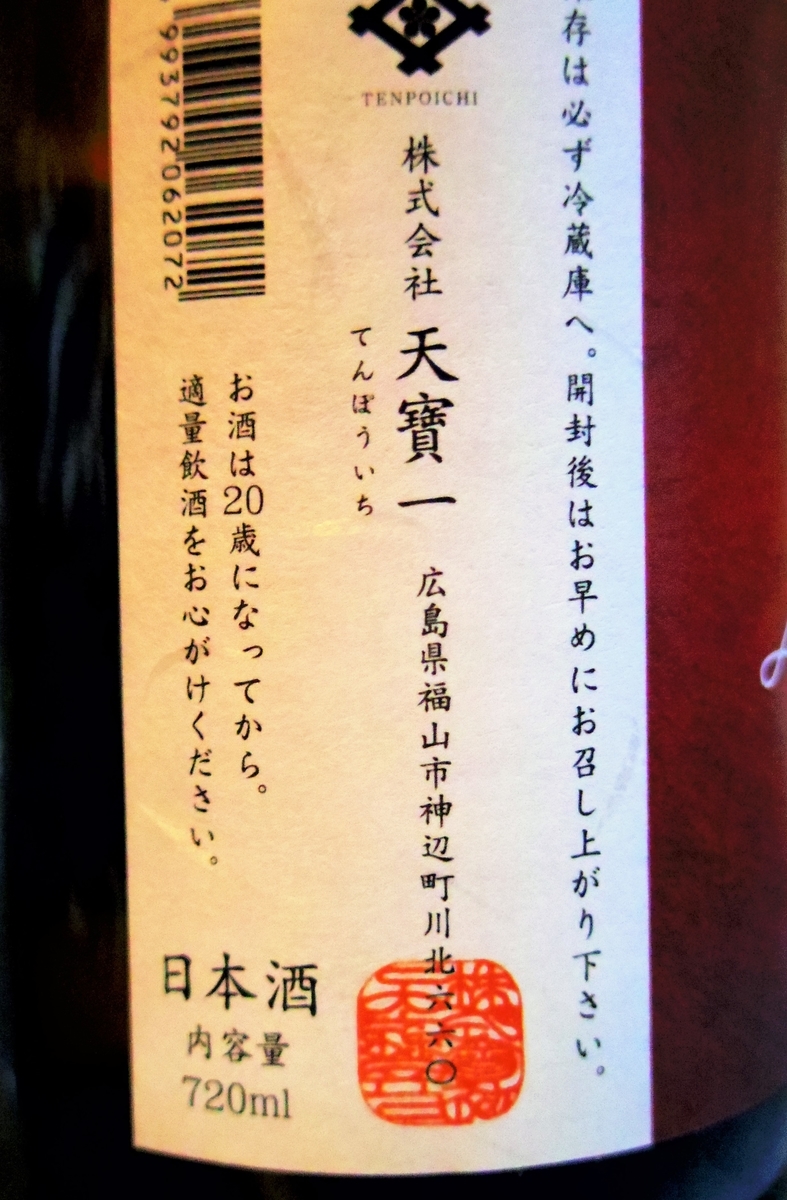 保存は必ず冷蔵庫へ。開封後はお早めにお召し上がり下さい。
TENPOICHI
株式会社 天寶一 広島県福山市神辺町川北六六〇
てんぽういち
お酒は20歳になってから。
適量飲酒をお心がけください。
993792062072
日本酒
内容量
720ml